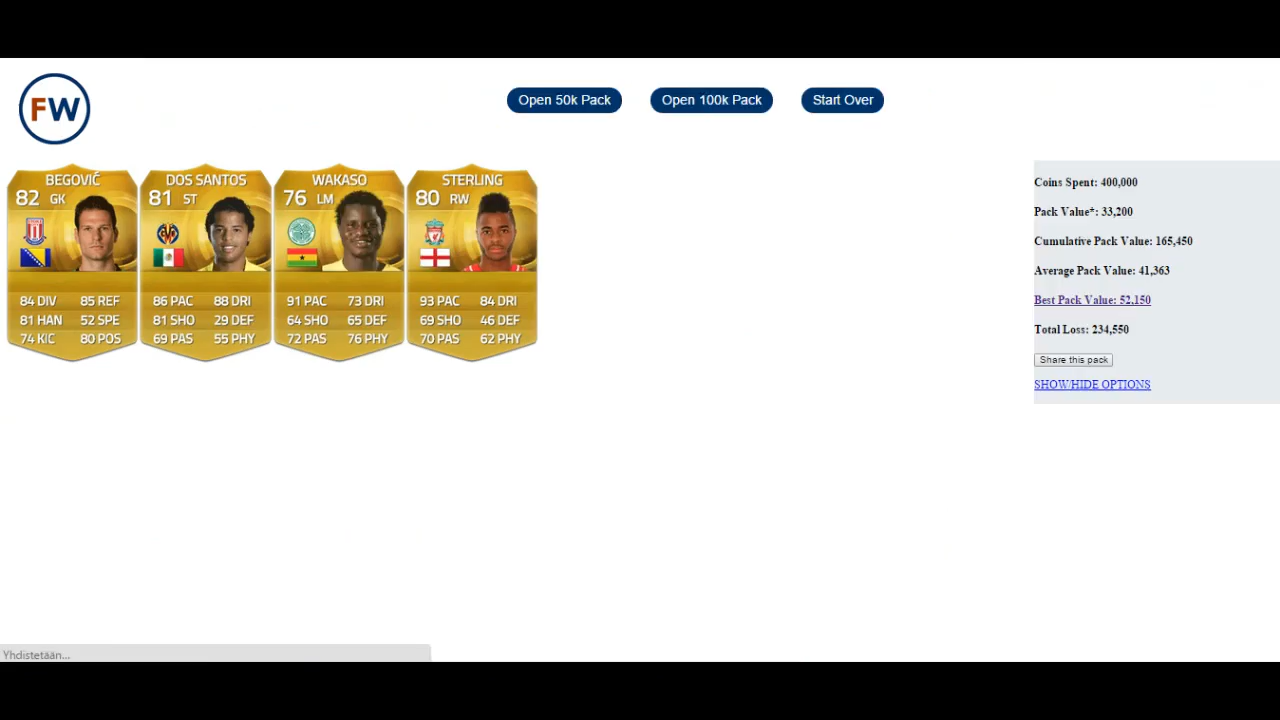 FW
Open 50k Pack
Open 100k Pack
Start Over
BEGOVIĆ
82 GK
84 DIV 85 REF
81 HAN 52 SPE
74 KIC 80 POS
DOS SANTOS
81 ST
86 PAC 88 DRI
81 SHO 29 DEF
69 PAS 55 PHY
WAKASO
76 LM
91 PAC 73 DRI
64 SHO 65 DEF
72 PAS 76 PHY
STERLING
80 RW
93 PAC 84 DRI
69 SHO 46 DEF
70 PAS 62 PHY
Coins Spent: 400,000
Pack Value*: 33,200
Cumulative Pack Value: 165,450
Average Pack Value: 41,363
Best Pack Value: 52,150
Total Loss: 234,550
Share this pack
SHOW/HIDE OPTIONS
Yhdistetään...